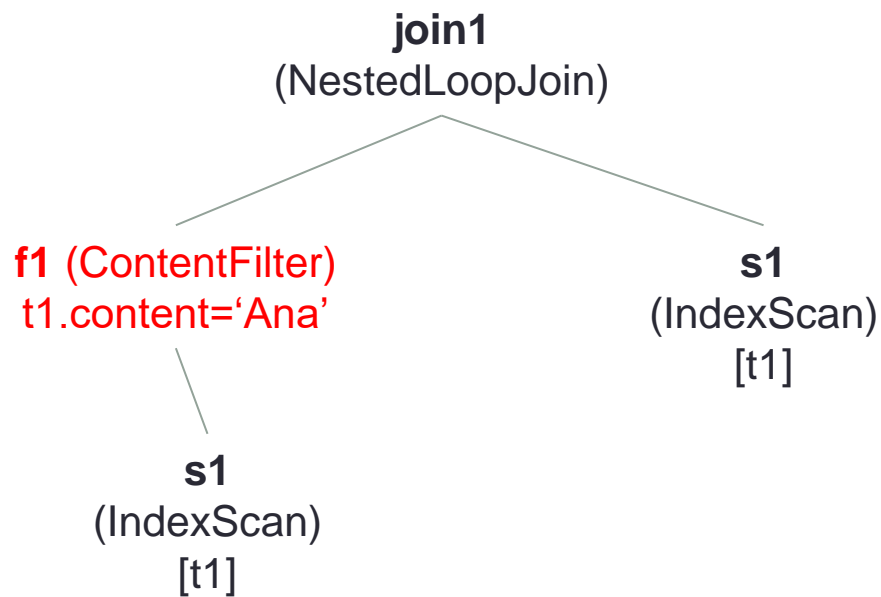 join1
(NestedLoopJoin)
f1 (ContentFilter)
t1.content=‘Ana’
s1
(IndexScan)
[t1]
s1
(IndexScan)
[t1]